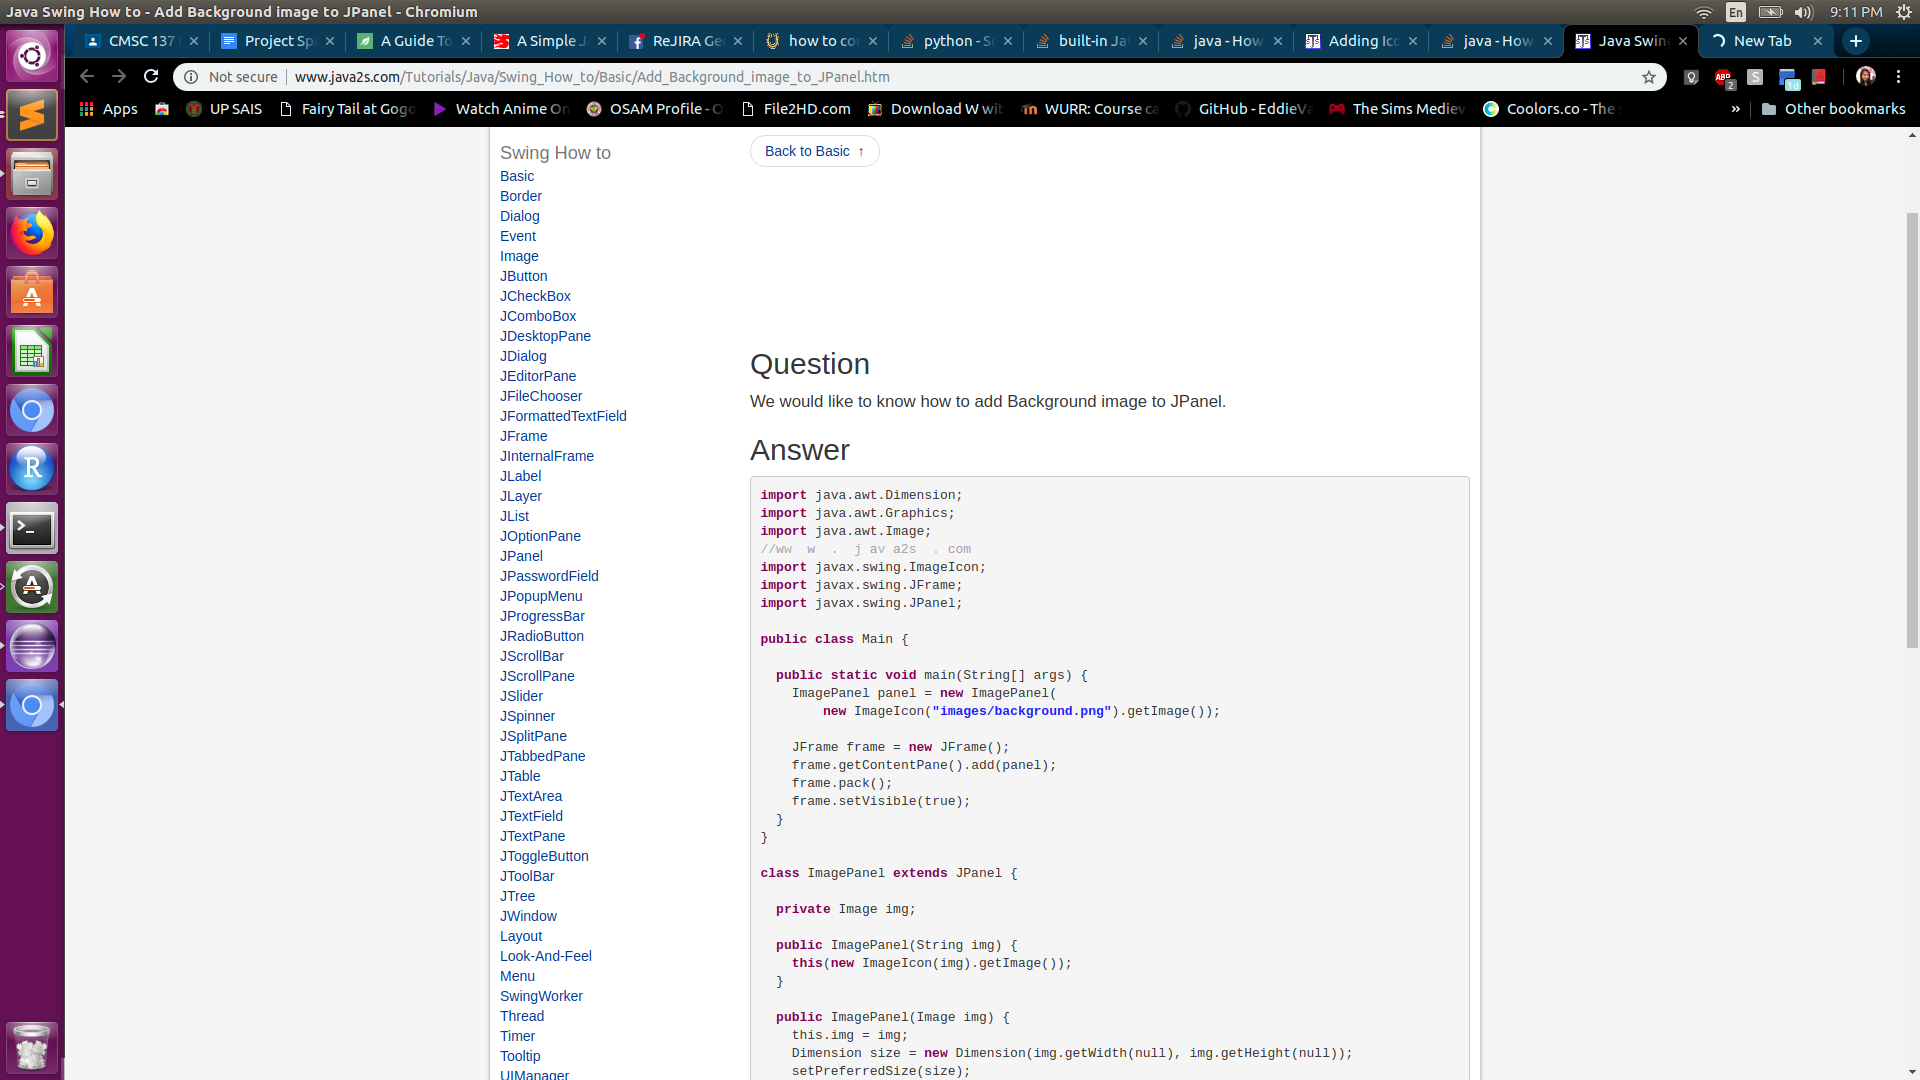 Java Swing How to - Add Background image to JPanel - Chromium
En
9:11 PM
CMSC 137
Project Sp
A Guide To
A Simple J
ReJIRA Ge
how to co
python - S
built-in Ja
java - How
Adding Ico
java - How
Java Swing
New Tab
Not secure
www.java2s.com/Tutorials/Java/Swing_How_to/Basic/Add_Background_image_to_JPanel.htm
ABP
2
S
1d
Apps
UP SAIS
Fairy Tail at Gogo
Watch Anime On
OSAM Profile - O
File2HD.com
Download W wit
WURR: Course ca
GitHub - EddieVa
The Sims Mediev
Coolors.co - The
»
Other bookmarks
Swing How to
Basic
Border
Dialog
Event
Image
JButton
JCheckBox
JComboBox
JDesktopPane
JDialog
JEditorPane
JFileChooser
JFormattedTextField
JFrame
JInternalFrame
JLabel
JLayer
JList
JOptionPane
JPanel
JPasswordField
JPopupMenu
JProgressBar
JRadioButton
JScrollBar
JScrollPane
JSlider
JSpinner
JSplitPane
JTabbedPane
JTable
JTextArea
JTextField
JTextPane
JToggleButton
JToolBar
JTree
JWindow
Layout
Look-And-Feel
Menu
SwingWorker
Thread
Timer
Tooltip
UIManager
Back to Basic ↑
Question
We would like to know how to add Background image to JPanel.
Answer
import java.awt.Dimension;
import java.awt.Graphics;
import java.awt.Image;
//ww  w  .  j av a2s  . com
import javax.swing.ImageIcon;
import javax.swing.JFrame;
import javax.swing.JPanel;
public class Main {
  public static void main(String[] args) {
    ImagePanel panel = new ImagePanel(
        new ImageIcon("images/background.png").getImage());
    JFrame frame = new JFrame();
    frame.getContentPane().add(panel);
    frame.pack();
    frame.setVisible(true);
  }
}
class ImagePanel extends JPanel {
  private Image img;
  public ImagePanel(String img) {
    this(new ImageIcon(img).getImage());
  }
  public ImagePanel(Image img) {
    this.img = img;
    Dimension size = new Dimension(img.getWidth(null), img.getHeight(null));
    setPreferredSize(size);